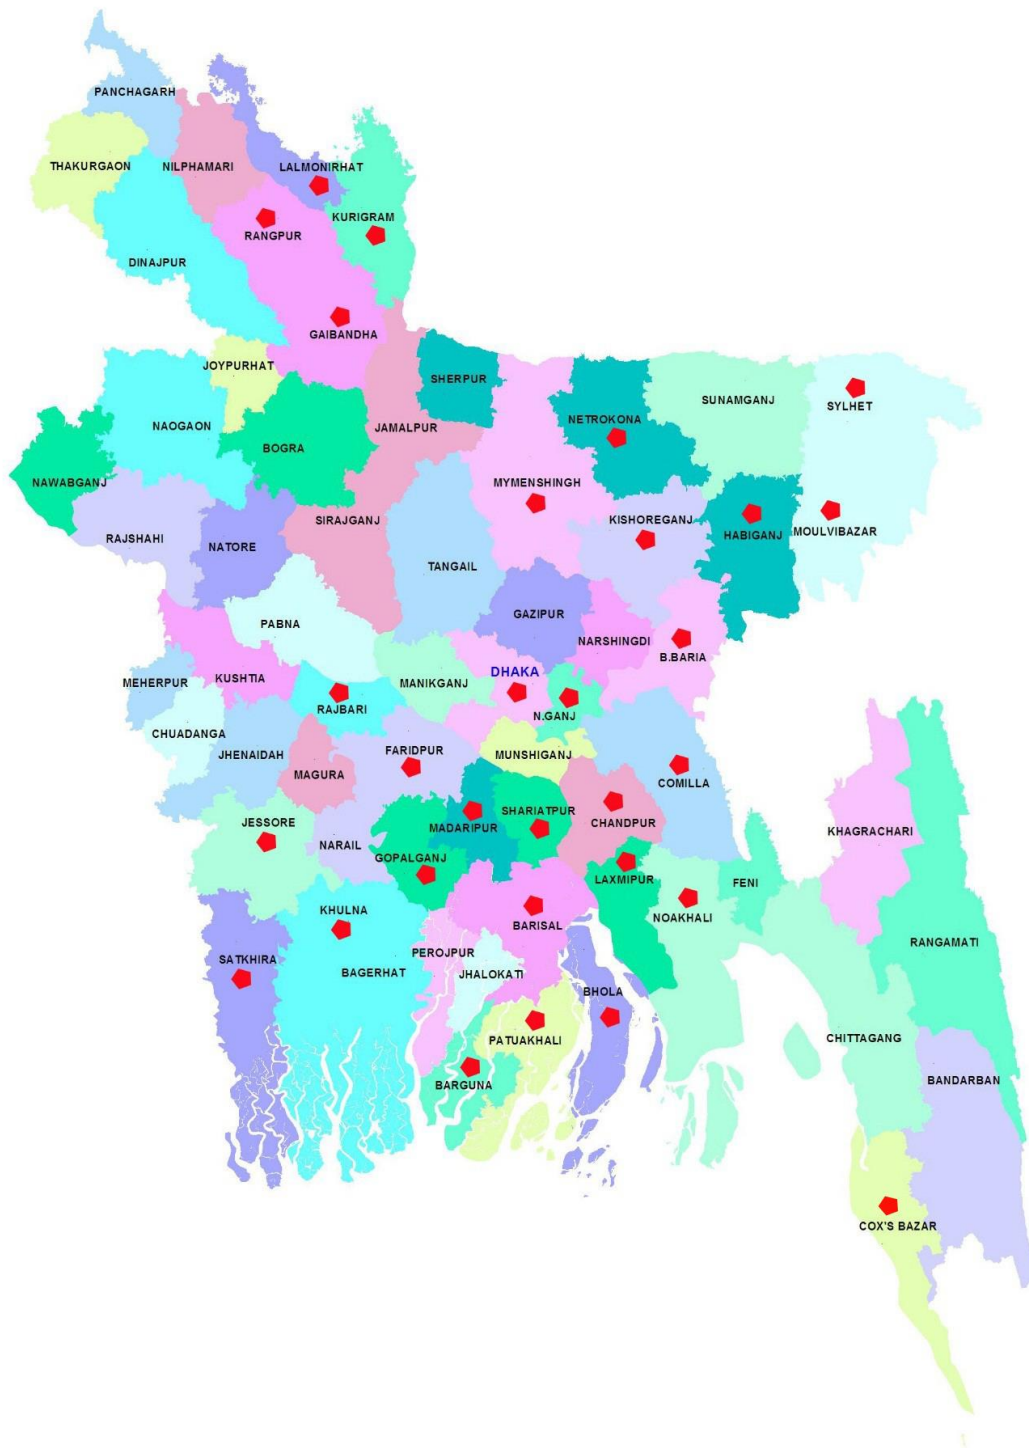 PANCHAGARH
THAKURGAON
NILPHAMARI
LALMONIRHAT
KURIGRAM
RANGPUR
DINAJPUR
GAIBANDHA
JOYPURHAT
SHERPUR
SUNAMGANJ
SYLHET
NAOGAON
JAMALPUR
NETROKONA
BOGRA
NAWABGANJ
MYMENSHINGH
RAJSHAHI
NATORE
SIRAJGANJ
KISHOREGANJ
HABIGANJ
MOULVIBAZAR
TANGAIL
PABNA
GAZIPUR
NARSHINGDI
B.BARIA
MEHERPUR
KUSHTIA
MANIKGANJ
DHAKA
RAJBARI
N.GANJ
CHUADANGA
JHENAIDAH
FARIDPUR
MUNSHIGANJ
MAGURA
COMILLA
JESSORE
MADARIPUR
SHARIATPUR
CHANDPUR
KHAGRACHARI
NARAIL
GOPALGANJ
LAXMIPUR
FENI
KHULNA
NOAKHALI
BARISAL
SATKHIRA
BAGERHAT
PEROJPUR
JHALOKATI
RANGAMATI
BHOLA
PATUAKHALI
CHITTAGANG
BARGUNA
BANDARBAN
COX'S BAZAR